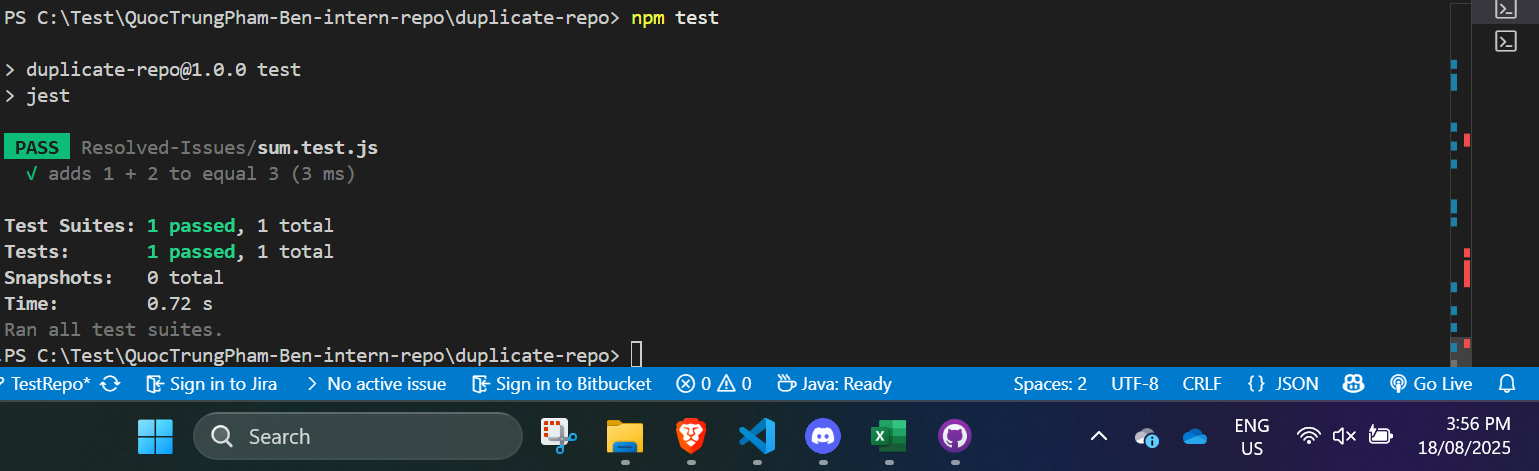 PS C:\Test\QuocTrungPham-Ben-intern-repo\duplicate-repo> npm test
> duplicate-repo@1.0.0 test
> jest
PASS Resolved-Issues/sum.test.js
√ adds 1 + 2 to equal 3 (3 ms)
Test Suites: 1 passed, 1 total
Tests: 1 passed, 1 total
Snapshots: 0 total
Time: 0.72 s
Ran all test suites.
PS C:\Test\QuocTrungPham-Ben-intern-repo\duplicate-repo>
TestRepo* Sign in to Jira > No active issue Sign in to Bitbucket 0 0 Java: Ready Spaces: 2 UTF-8 CRLF {} JSON Go Live
Search ENG US 3:56 PM 18/08/2025